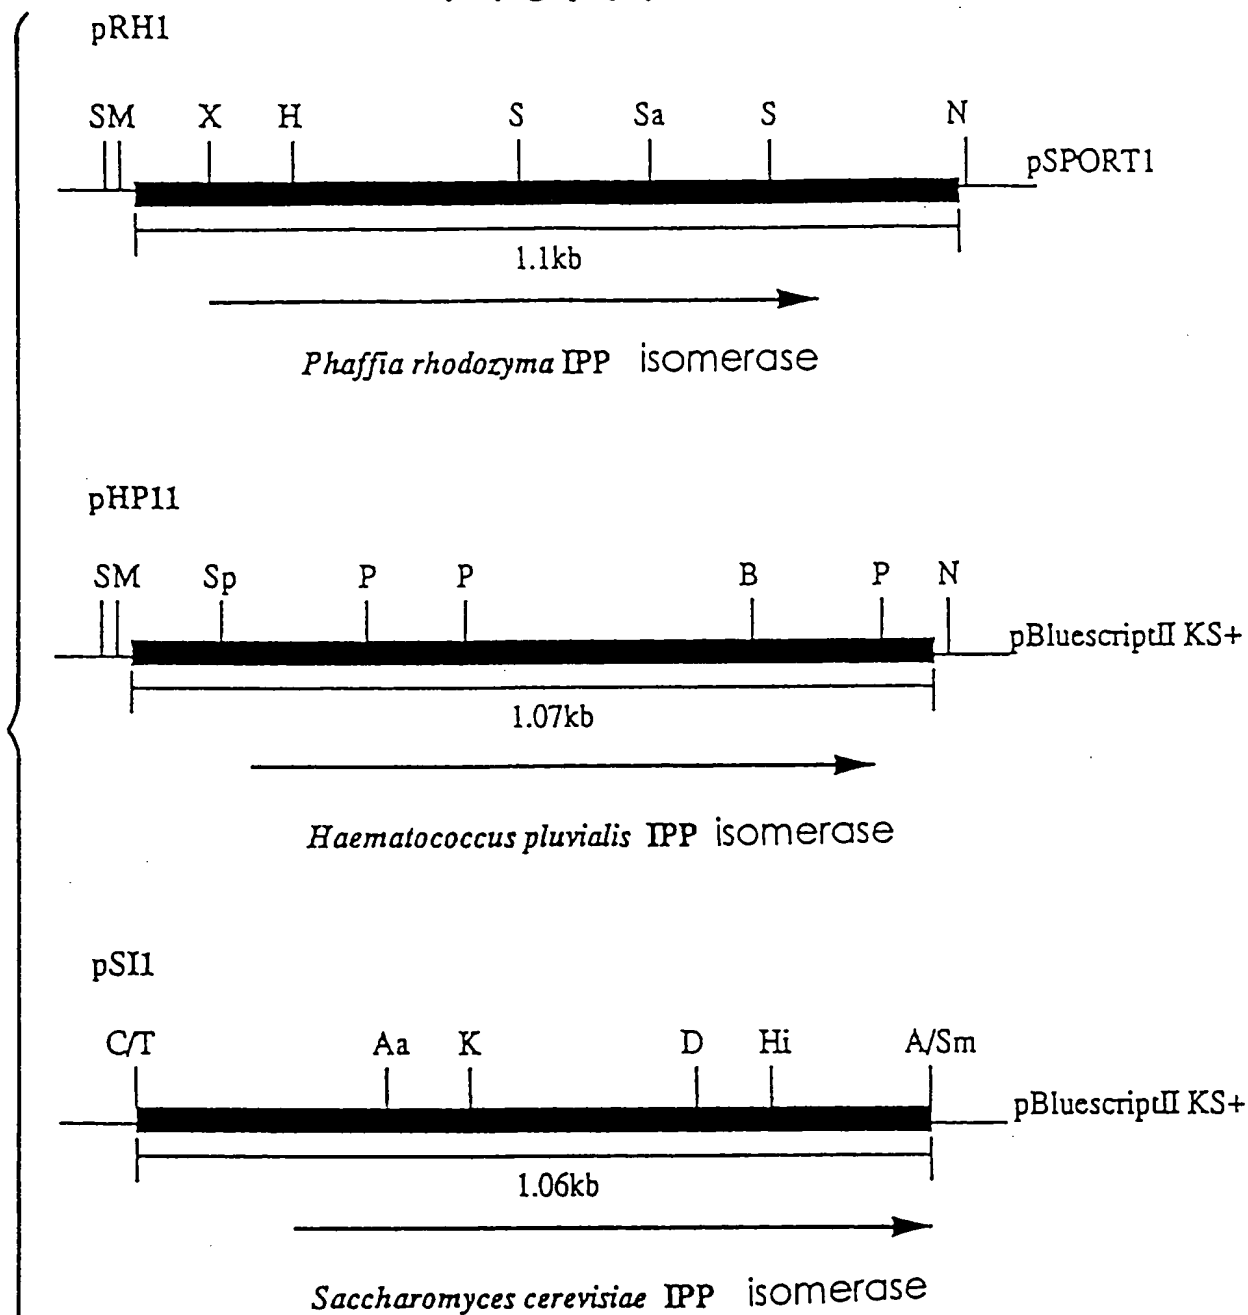 pRH1
SM X H S Sa S N
pSPORT1
1.1kb
Phaffia rhodozyma IPP isomerase
pHP11
SM Sp P P B P N
pBluescriptII KS+
1.07kb
Haematococcus pluvialis IPP isomerase
pSI1
C/T Aa K D Hi A/Sm
pBluescriptII KS+
1.06kb
Saccharomyces cerevisiae IPP isomerase